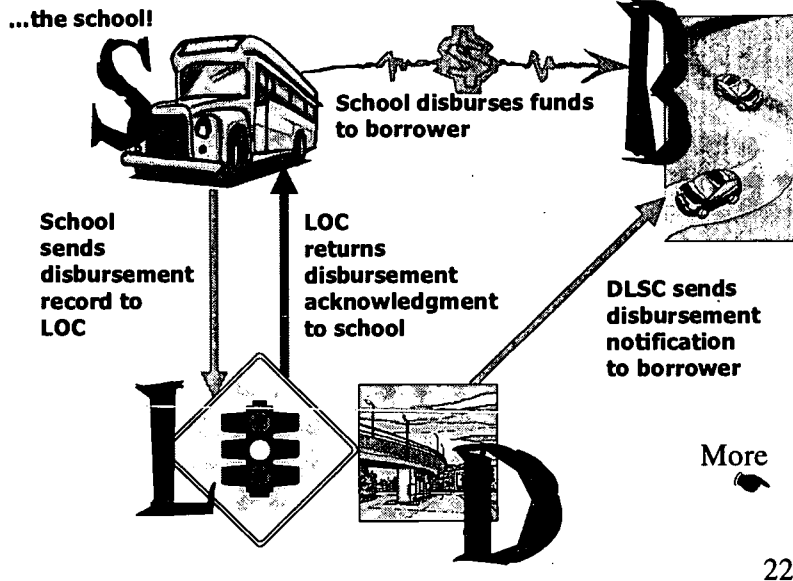 ...the school!
S
B
School disburses funds
to borrower
School
sends
disbursement
record to
LOC
LOC
returns
disbursement
acknowledgment
to school
DLSC sends
disbursement
notification
to borrower
L
D
More
22